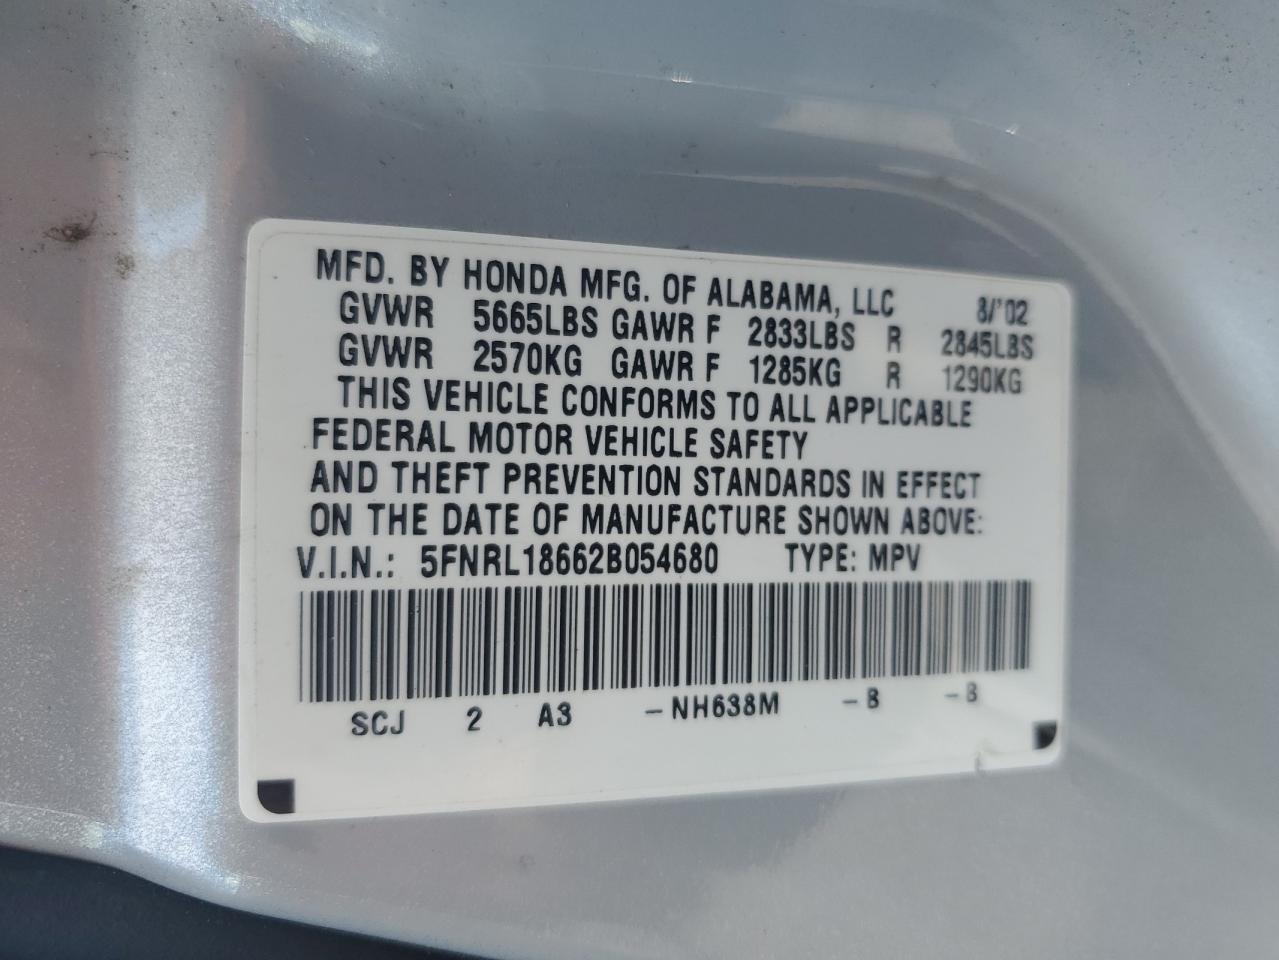 MFD. BY HONDA MFG. OF ALABAMA, LLC 8/'02
GVWR 5665LBS GAWR F 2833LBS R 2845LBS
GVWR 2570KG GAWR F 1285KG R 1290KG
THIS VEHICLE CONFORMS TO ALL APPLICABLE
FEDERAL MOTOR VEHICLE SAFETY
AND THEFT PREVENTION STANDARDS IN EFFECT
ON THE DATE OF MANUFACTURE SHOWN ABOVE:
V.I.N.: 5FNRL18662B054680 TYPE: MPV
SCJ 2 A3 -NH638M -B -B